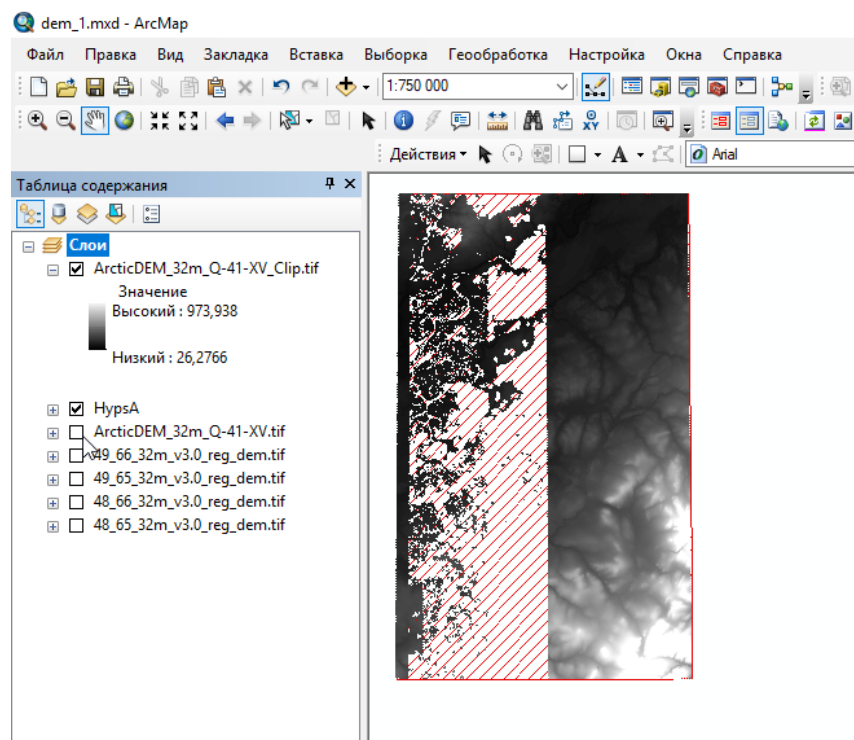 dem_1.mxd - ArcMap
Файл Правка Вид Закладка Вставка Выборка Геообработка Настройка Окна Справка
1:750 000
Действия A Arial
Таблица содержания
Слои
ArcticDEM_32m_Q-41-XV_Clip.tif
Значение
Высокий : 973,938
Низкий : 26,2766
HypsA
ArcticDEM_32m_Q-41-XV.tif
49_66_32m_v3.0_reg_dem.tif
49_65_32m_v3.0_reg_dem.tif
48_66_32m_v3.0_reg_dem.tif
48_65_32m_v3.0_reg_dem.tif